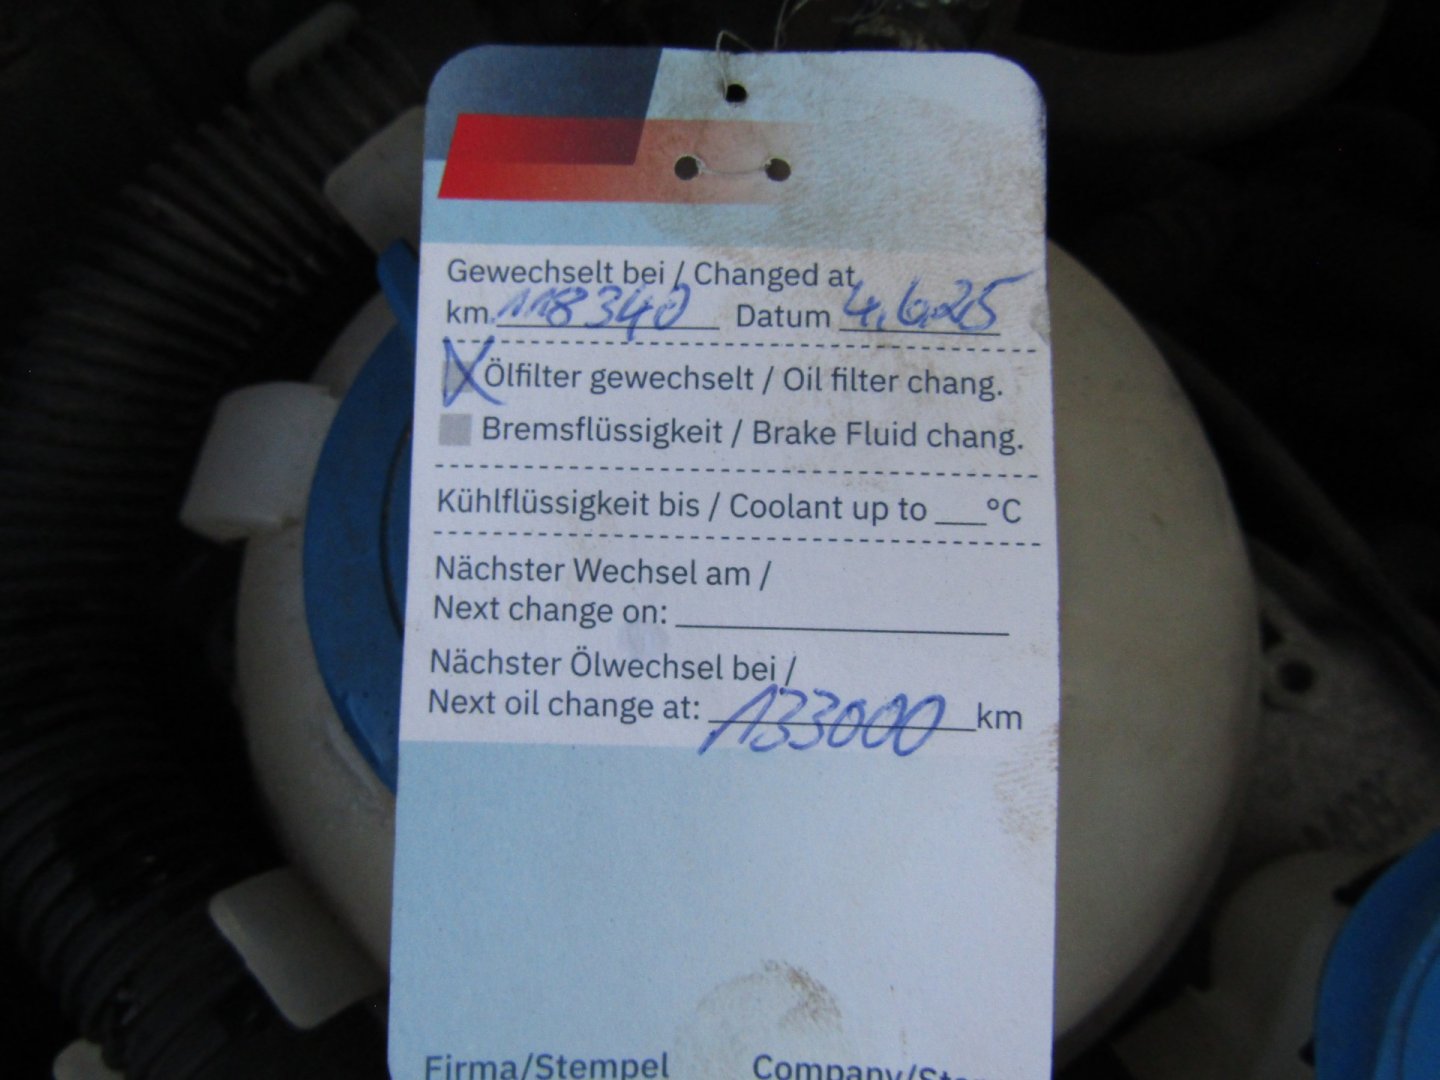 Gewechselt bei / Changed at
km 118340 Datum 4.6.25
Ölfilter gewechselt / Oil filter chang.
Bremsflüssigkeit / Brake Fluid chang.
Kühlflüssigkeit bis / Coolant up to ___°C
Nächster Wechsel am /
Next change on:
Nächster Ölwechsel bei /
Next oil change at: 133000 km
Firma/Stempel Company/